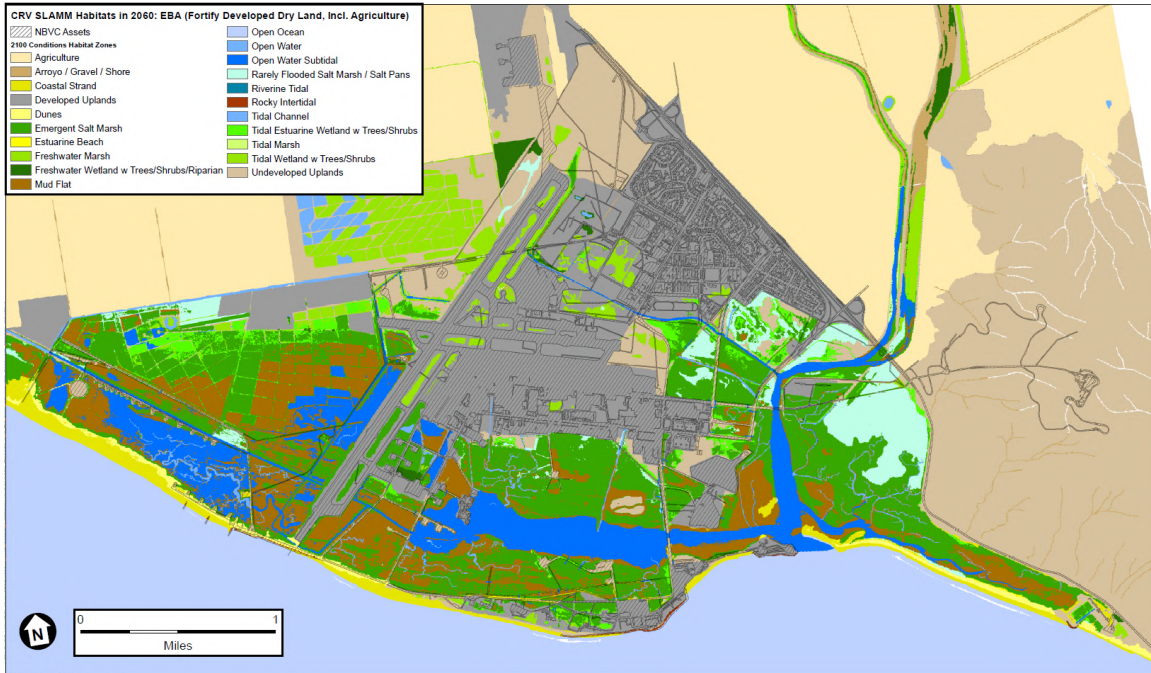 CRV SLAMM Habitats in 2060: EBA (Fortify Developed Dry Land, Incl. Agriculture)
NBVC Assets
2100 Conditions Habitat Zones
Agriculture
Arroyo / Gravel / Shore
Coastal Strand
Developed Uplands
Dunes
Emergent Salt Marsh
Estuarine Beach
Freshwater Marsh
Freshwater Wetland w Trees/Shrubs/Riparian
Mud Flat
Open Ocean
Open Water
Open Water Subtidal
Rarely Flooded Salt Marsh / Salt Pans
Riverine Tidal
Rocky Intertidal
Tidal Channel
Tidal Estuarine Wetland w Trees/Shrubs
Tidal Marsh
Tidal Wetland w Trees/Shrubs
Undeveloped Uplands
N
0 1
Miles